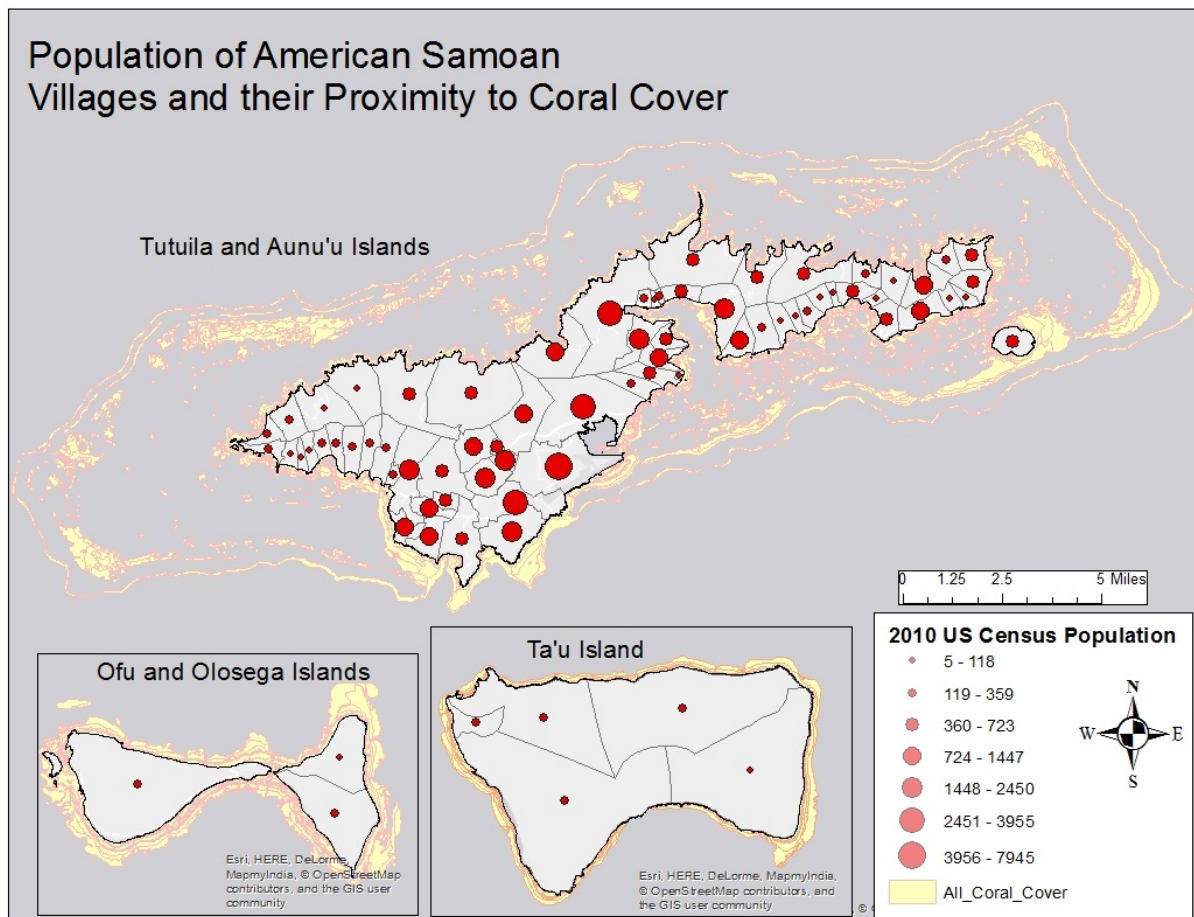 Population of American Samoan
Villages and their Proximity to Coral Cover
Tutuila and Aunu'u Islands
0 1.25 2.5 5 Miles
2010 US Census Population
5 - 118
119 - 359
360 - 723
724 - 1447
1448 - 2450
2451 - 3955
3956 - 7945
All_Coral_Cover
N
W E
S
Ofu and Olosega Islands
Esri, HERE, DeLorme,
MapmyIndia, © OpenStreetMap
contributors, and the GIS user
community
Ta'u Island
Esri, HERE, DeLorme, MapmyIndia,
© OpenStreetMap contributors, and
the GIS user community